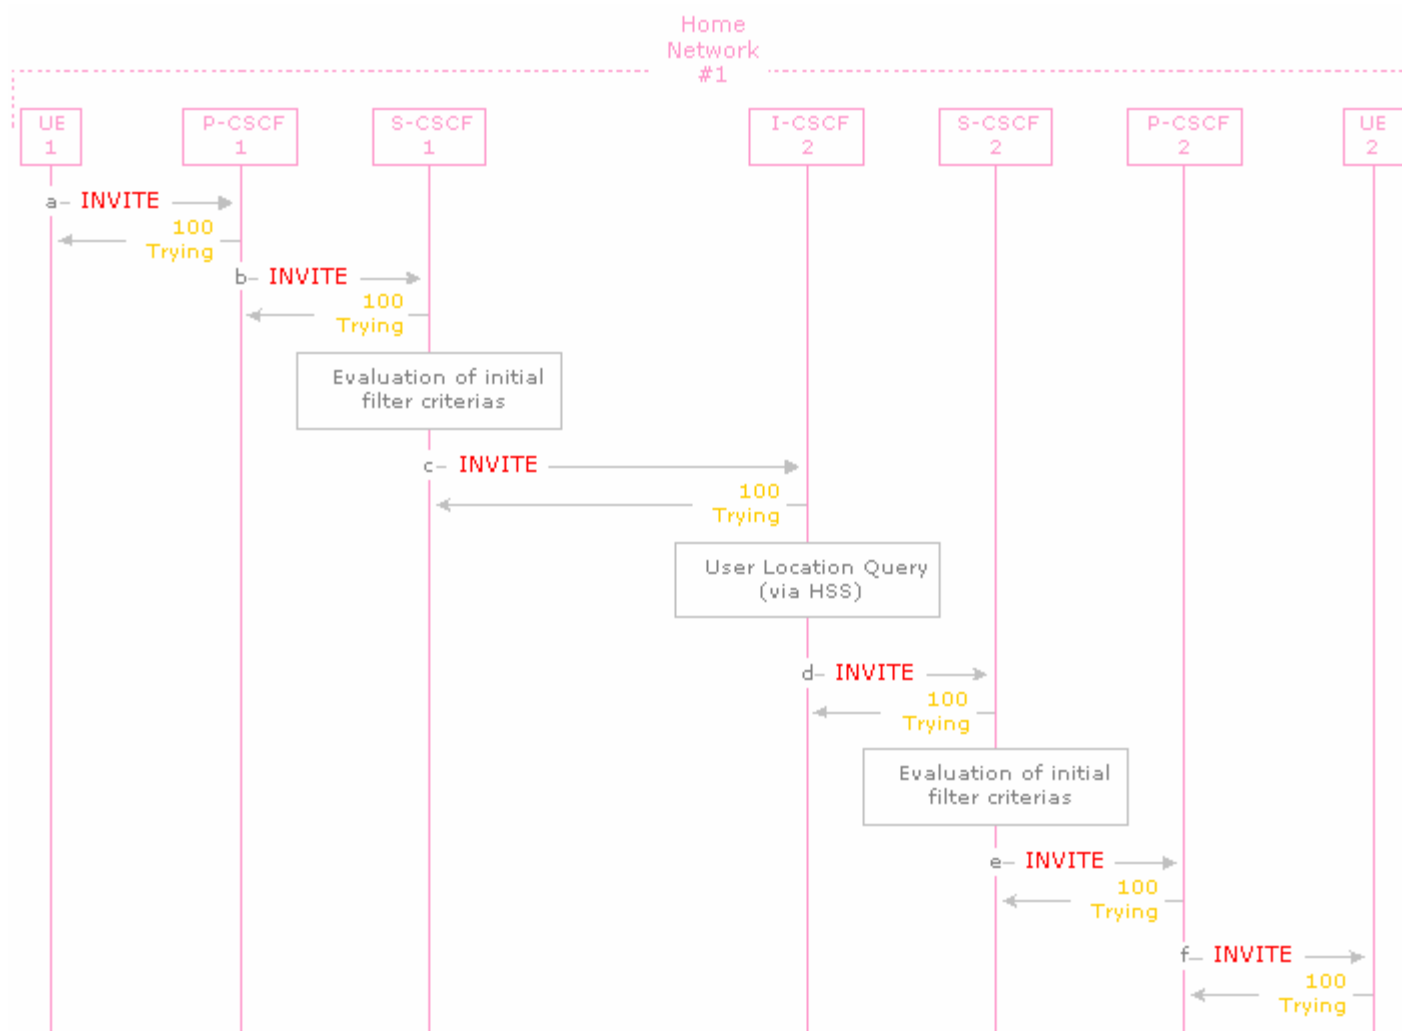 Home
Network
#1
UE
1
P-CSCF
1
S-CSCF
1
I-CSCF
2
S-CSCF
2
P-CSCF
2
UE
2
a INVITE
100
Trying
b INVITE
100
Trying
Evaluation of initial
filter criterias
c INVITE
100
Trying
User Location Query
(via HSS)
d INVITE
100
Trying
Evaluation of initial
filter criterias
e INVITE
100
Trying
f INVITE
100
Trying